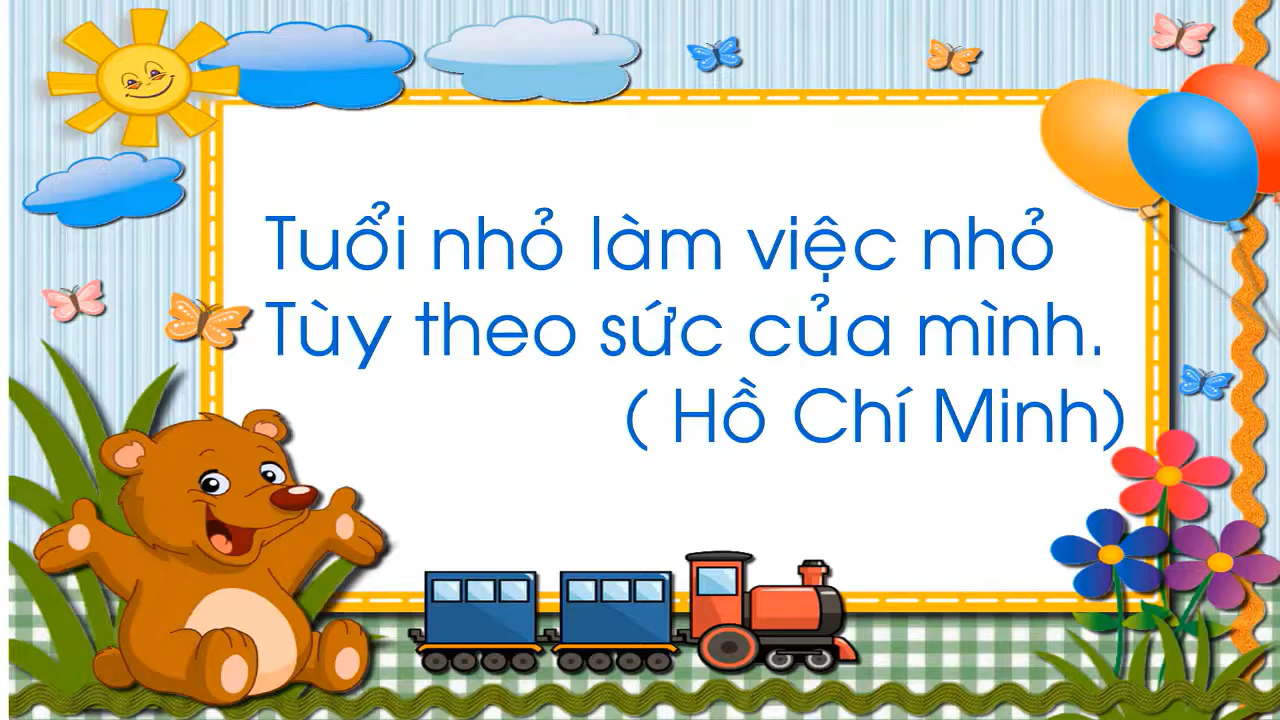 Tuổi nhỏ làm việc nhỏ
Tùy theo sức của mình.
( Hồ Chí Minh)